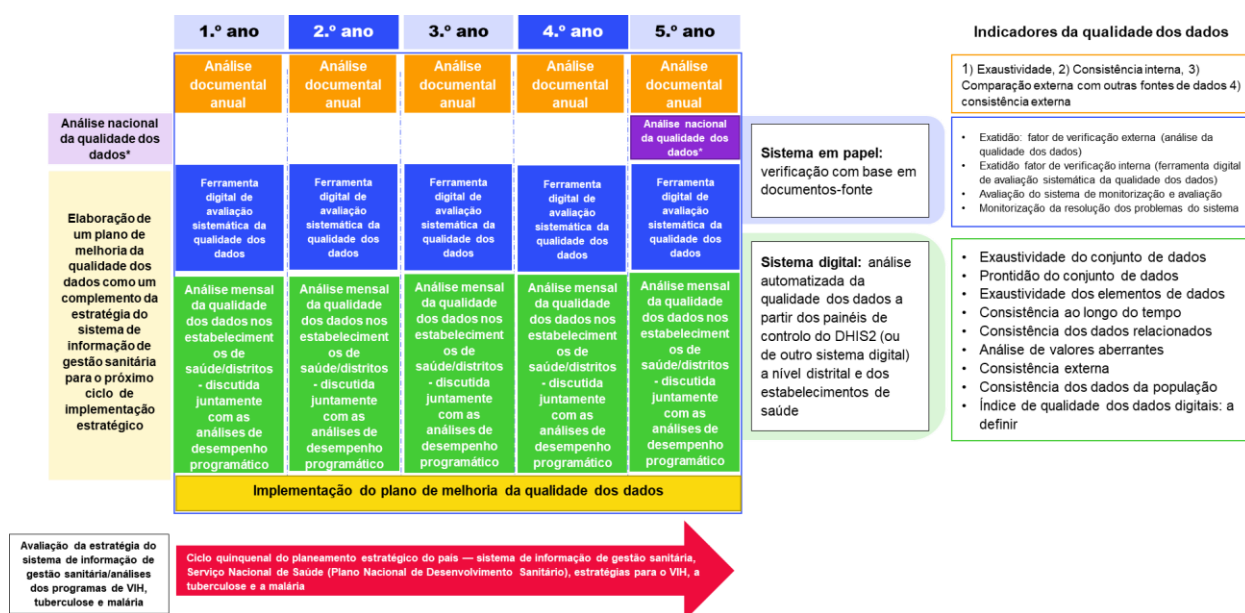 1.º ano
2.º ano
3.º ano
4.º ano
5.º ano
Indicadores da qualidade dos dados
Análise
documental
anual
Análise
documental
anual
Análise
documental
anual
Análise
documental
anual
Análise
documental
anual
1) Exaustividade, 2) Consistência interna, 3)
Comparação externa com outras fontes de dados 4)
consistência externa
Análise nacional
da qualidade dos
dados*
Análise nacional
da qualidade dos
dados*
Sistema em papel:
verificação com base em
documentos-fonte
• Exatidão: fator de verificação externa (análise da
qualidade dos dados)
• Exatidão fator de verificação interna (ferramenta digital
de avaliação sistemática da qualidade dos dados)
• Avaliação do sistema de monitorização e avaliação
• Monitorização da resolução dos problemas do sistema
Elaboração de
um plano de
melhoria da
qualidade dos
dados como um
complemento da
estratégia do
sistema de
informação de
gestão sanitária
para o próximo
ciclo de
implementação
estratégico
Ferramenta
digital de
avaliação
sistemática da
qualidade dos
dados
Ferramenta
digital de
avaliação
sistemática da
qualidade dos
dados
Ferramenta
digital de
avaliação
sistemática da
qualidade dos
dados
Ferramenta
digital de
avaliação
sistemática da
qualidade dos
dados
Ferramenta
digital de
avaliação
sistemática da
qualidade dos
dados
Análise mensal
da qualidade
dos dados nos
estabeleciment
os de
saúde/distritos
- discutida
juntamente
com as
análises de
desempenho
programático
Análise mensal
da qualidade
dos dados nos
estabeleciment
os de
saúde/distritos
- discutida
juntamente
com as
análises de
desempenho
programático
Análise mensal
da qualidade
dos dados nos
estabeleciment
os de
saúde/distritos
- discutida
juntamente
com as
análises de
desempenho
programático
Análise mensal
da qualidade
dos dados nos
estabeleciment
os de
saúde/distritos
- discutida
juntamente
com as
análises de
desempenho
programático
Análise mensal
da qualidade
dos dados nos
estabeleciment
os de
saúde/distritos
- discutida
juntamente
com as
análises de
desempenho
programático
Sistema digital: análise
automatizada da
qualidade dos dados a
partir dos painéis de
controlo do DHIS2 (ou
de outro sistema digital)
a nível distrital e dos
estabelecimentos de
saúde
• Exaustividade do conjunto de dados
• Prontidão do conjunto de dados
• Exaustividade dos elementos de dados
• Consistência ao longo do tempo
• Consistência dos dados relacionados
• Análise de valores aberrantes
• Consistência externa
• Consistência dos dados da população
• Índice de qualidade dos dados digitais: a
definir
Implementação do plano de melhoria da qualidade dos dados
Avaliação da estratégia do
sistema de informação de
gestão sanitária/análises
dos programas de VIH,
tuberculose e malária
Ciclo quinquenal do planeamento estratégico do país — sistema de informação de gestão sanitária,
Serviço Nacional de Saúde (Plano Nacional de Desenvolvimento Sanitário), estratégias para o VIH, a
tuberculose e a malária